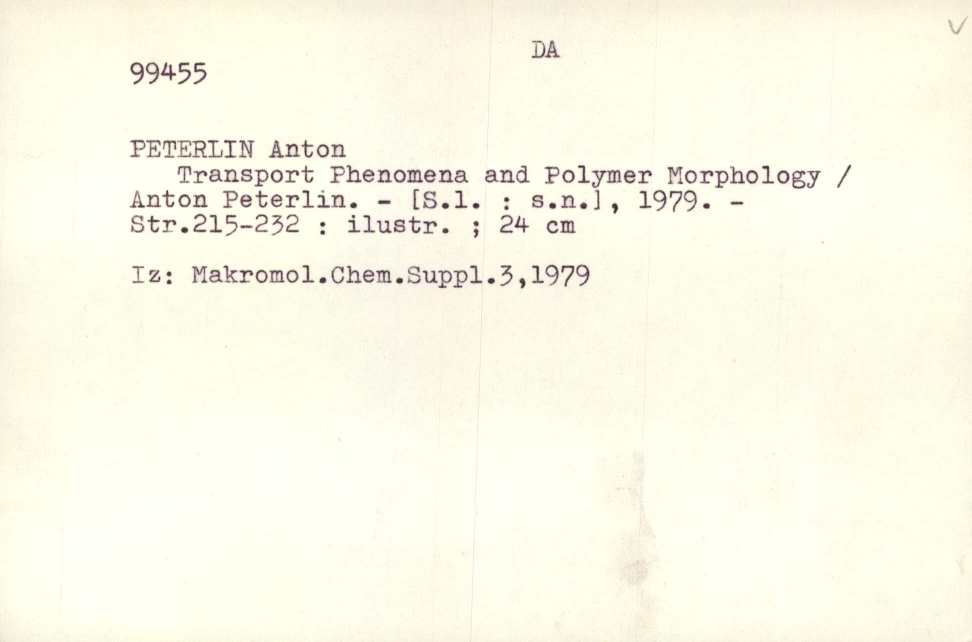 DA
99455
PETERLIN Anton
Transport Phenomena and Polymer Morphology /
Anton Peterlin. - [S.l. : s.n.], 1979. -
Str.215-232 : ilustr. ; 24 cm
Iz: Makromol.Chem.Suppl.3,1979